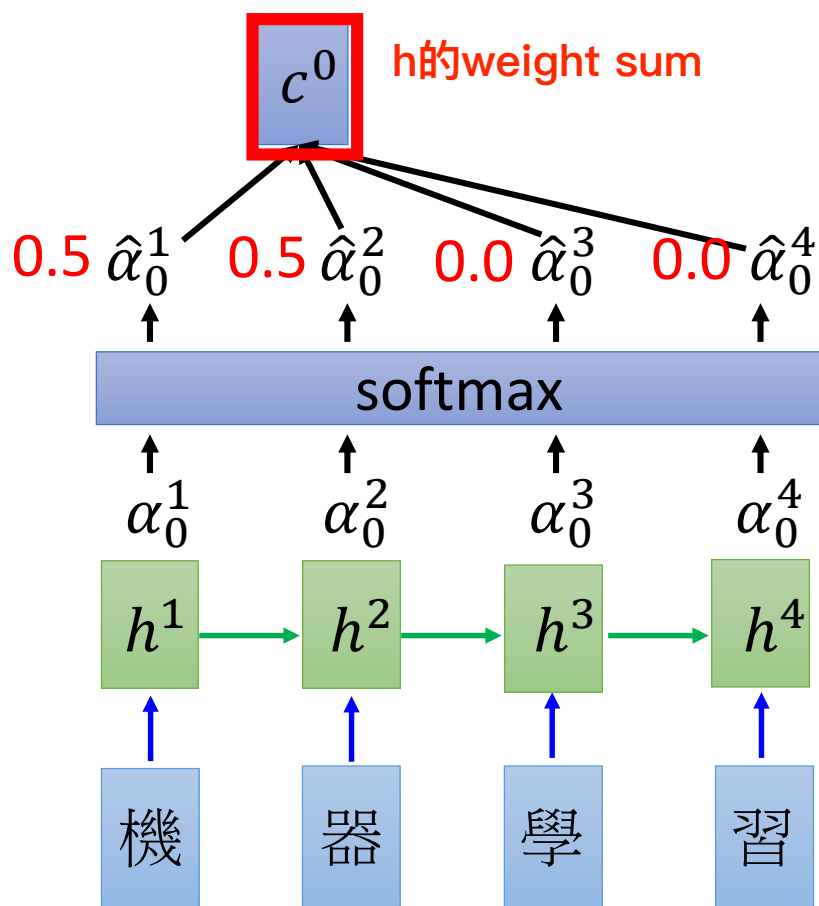 c⁰
h的weight sum
0.5 α̂₀¹ 0.5 α̂₀² 0.0 α̂₀³ 0.0 α̂₀⁴
softmax
α₀¹ α₀² α₀³ α₀⁴
h¹ h² h³ h⁴
機 器 學 習